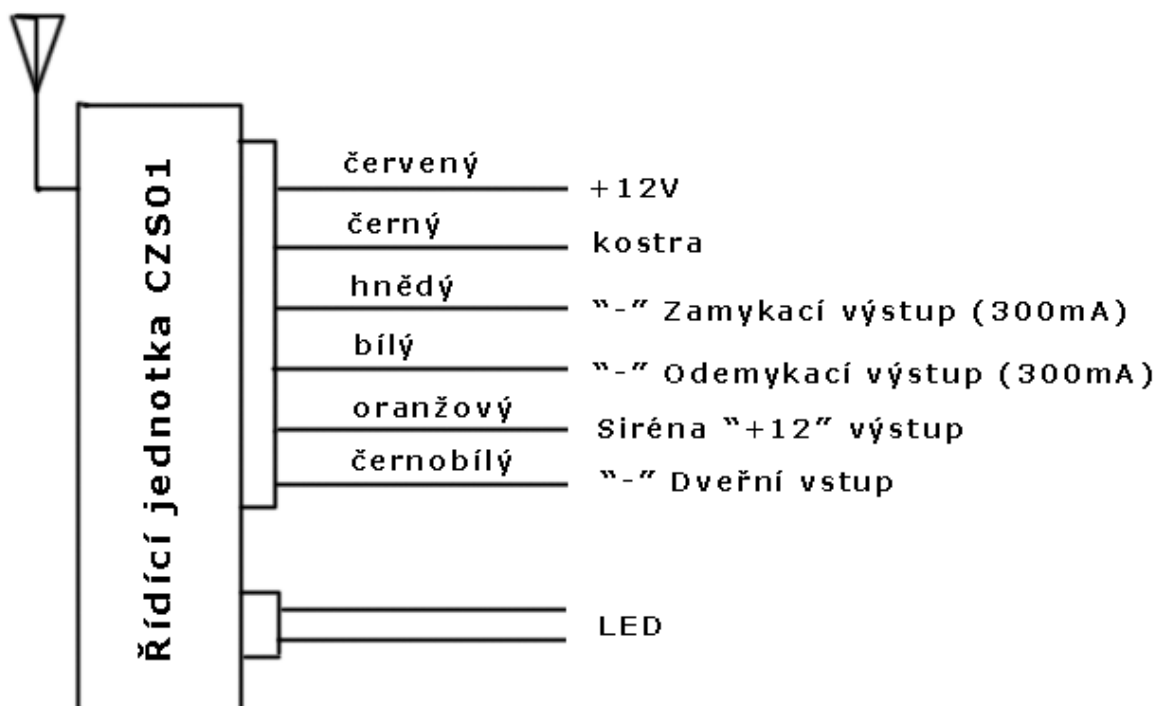 Řídící jednotka CZS01
červený
+12V
černý
kostra
hnědý
"-" Zamykací výstup (300mA)
bílý
"-" Odemykací výstup (300mA)
oranžový
Siréna "+12" výstup
černobílý
"-" Dveřní vstup
LED